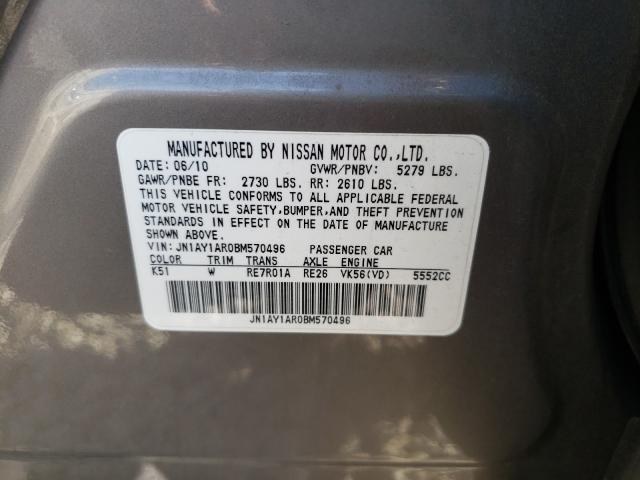 MANUFACTURED BY NISSAN MOTOR CO.,LTD.
DATE: 06/10 GVWR/PNBV: 5279 LBS.
GAWR/PNBE FR: 2730 LBS. RR: 2610 LBS.
THIS VEHICLE CONFORMS TO ALL APPLICABLE FEDERAL
MOTOR VEHICLE SAFETY,BUMPER,AND THEFT PREVENTION
STANDARDS IN EFFECT ON THE DATE OF MANUFACTURE
SHOWN ABOVE.
VIN: JN1AY1AR0BM570496 PASSENGER CAR
COLOR TRIM TRANS AXLE ENGINE
K51 W RE7R01A RE26 VK56(VD) 5552CC
JN1AY1AR0BM570496